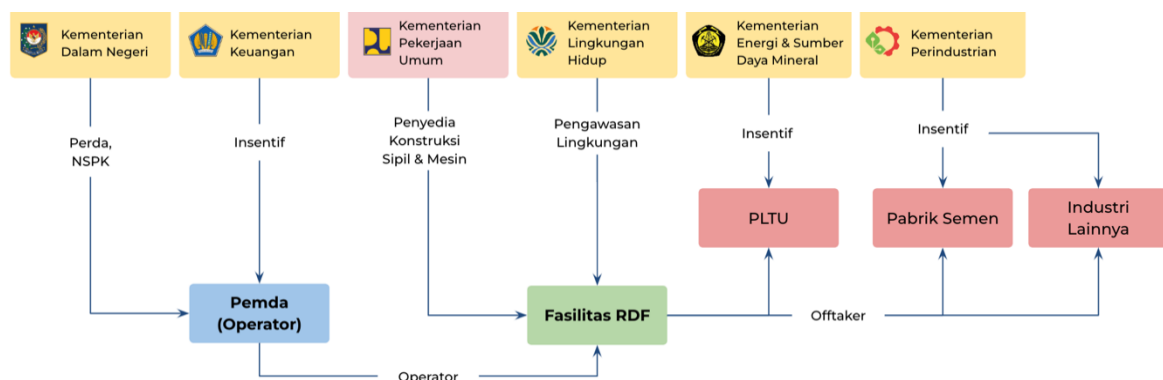 Kementerian
Dalam Negeri
Kementerian
Keuangan
Kementerian
Pekerjaan
Umum
Kementerian
Lingkungan
Hidup
Kementerian
Energi & Sumber
Daya Mineral
Kementerian
Perindustrian
Perda,
NSPK
Insentif
Penyedia
Konstruksi
Sipil & Mesin
Pengawasan
Lingkungan
Insentif
Insentif
PLTU
Pabrik Semen
Industri
Lainnya
Pemda
(Operator)
Fasilitas RDF
Offtaker
Operator